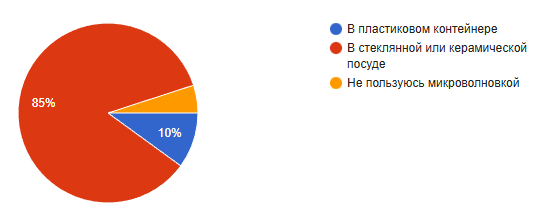 85%
10%
В пластиковом контейнере
В стеклянной или керамической
посуде
Не пользуюсь микроволновкой